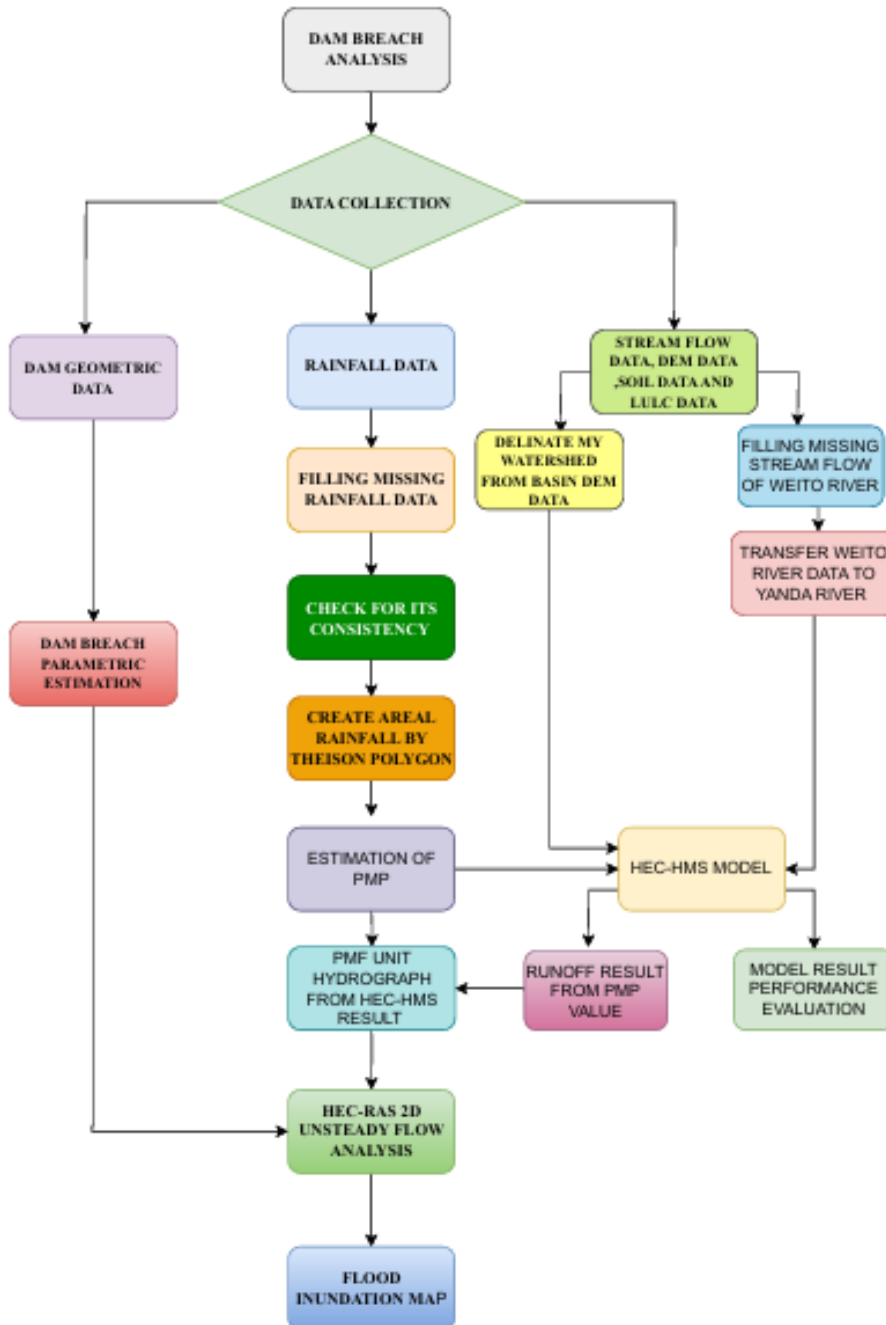 DAM BREACH
ANALYSIS
DATA COLLECTION
DAM GEOMETRIC
DATA
RAINFALL DATA
STREAM FLOW
DATA, DEM DATA
,SOIL DATA AND
LULC DATA
DELINATE MY
WATERSHED
FROM BASIN DEM
DATA
FILLING MISSING
STREAM FLOW
OF WEITO RIVER
FILLING MISSING
RAINFALL DATA
TRANSFER WEITO
RIVER DATA TO
YANDA RIVER
CHECK FOR ITS
CONSISTENCY
DAM BREACH
PARAMETRIC
ESTIMATION
CREATE AREAL
RAINFALL BY
THEISON POLYGON
ESTIMATION OF
PMP
HEC-HMS MODEL
PMF UNIT
HYDROGRAPH
FROM HEC-HMS
RESULT
RUNOFF RESULT
FROM PMP
VALUE
MODEL RESULT
PERFORMANCE
EVALUATION
HEC-RAS 2D
UNSTEADY FLOW
ANALYSIS
FLOOD
INUNDATION MAP